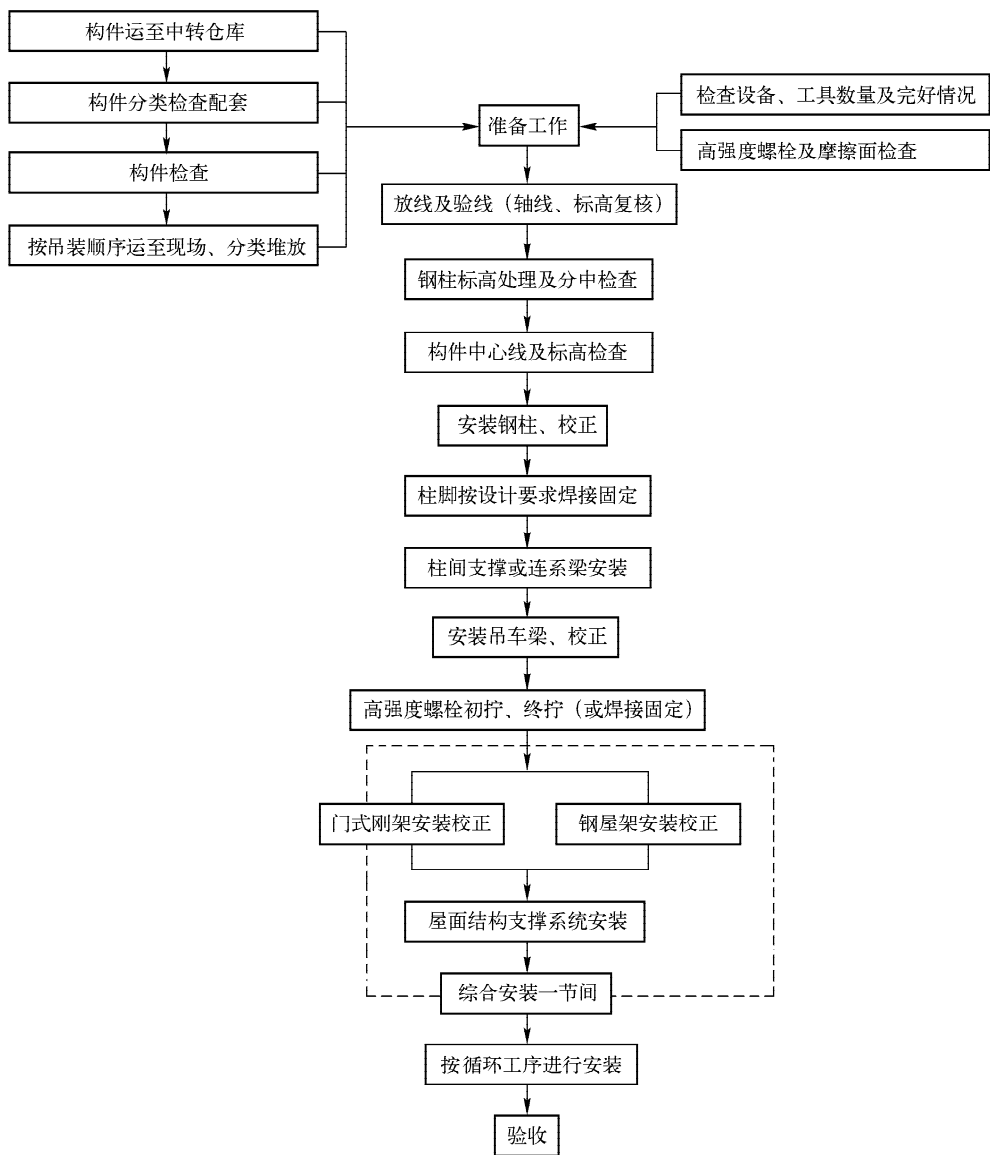 构件运至中转仓库
构件分类检查配套
构件检查
按吊装顺序运至现场、分类堆放
检查设备、工具数量及完好情况
高强度螺栓及摩擦面检查
准备工作
放线及验线（轴线、标高复核）
钢柱标高处理及分中检查
构件中心线及标高检查
安装钢柱、校正
柱脚按设计要求焊接固定
柱间支撑或连系梁安装
安装吊车梁、校正
高强度螺栓初拧、终拧（或焊接固定）
门式刚架安装校正
钢屋架安装校正
屋面结构支撑系统安装
综合安装一节间
按循环工序进行安装
验收